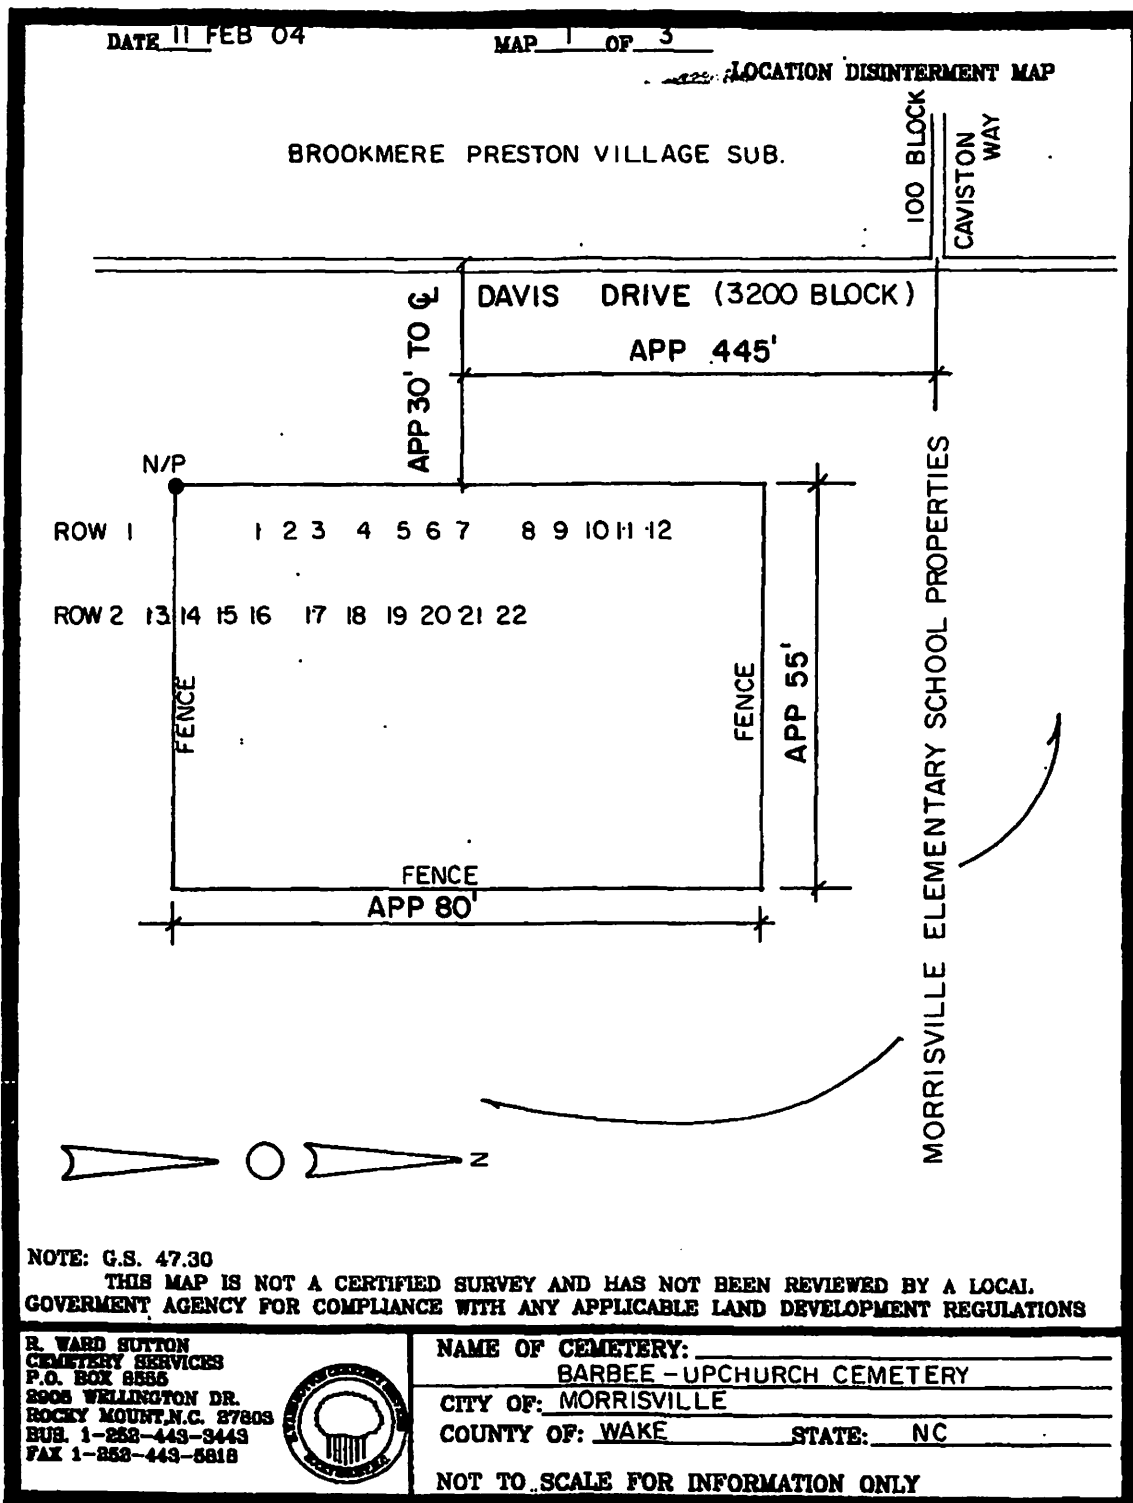 DATE 11 FEB 04
MAP 1 OF 3
LOCATION DISINTERMENT MAP
BROOKMERE PRESTON VILLAGE SUB.
100 BLOCK
CAVISTON
WAY
DAVIS DRIVE (3200 BLOCK)
APP 30' TO ℄
APP 445'
N/P
ROW 1 1 2 3 4 5 6 7 8 9 10 11 12
ROW 2 13 14 15 16 17 18 19 20 21 22
FENCE
FENCE
APP 55'
FENCE
APP 80'
MORRISVILLE ELEMENTARY SCHOOL PROPERTIES
N
NOTE: G.S. 47.30
THIS MAP IS NOT A CERTIFIED SURVEY AND HAS NOT BEEN REVIEWED BY A LOCAL
GOVERMENT AGENCY FOR COMPLIANCE WITH ANY APPLICABLE LAND DEVELOPMENT REGULATIONS
R. WARD SUTTON
CEMETERY SERVICES
P.O. BOX
2905 WELLINGTON DR.
ROCKY MOUNT, N.C. 27803
BUS. 1-252-443-3443
FAX 1-252-443-5818
NAME OF CEMETERY:
BARBEE-UPCHURCH CEMETERY
CITY OF: MORRISVILLE
COUNTY OF: WAKE STATE: NC
NOT TO SCALE FOR INFORMATION ONLY